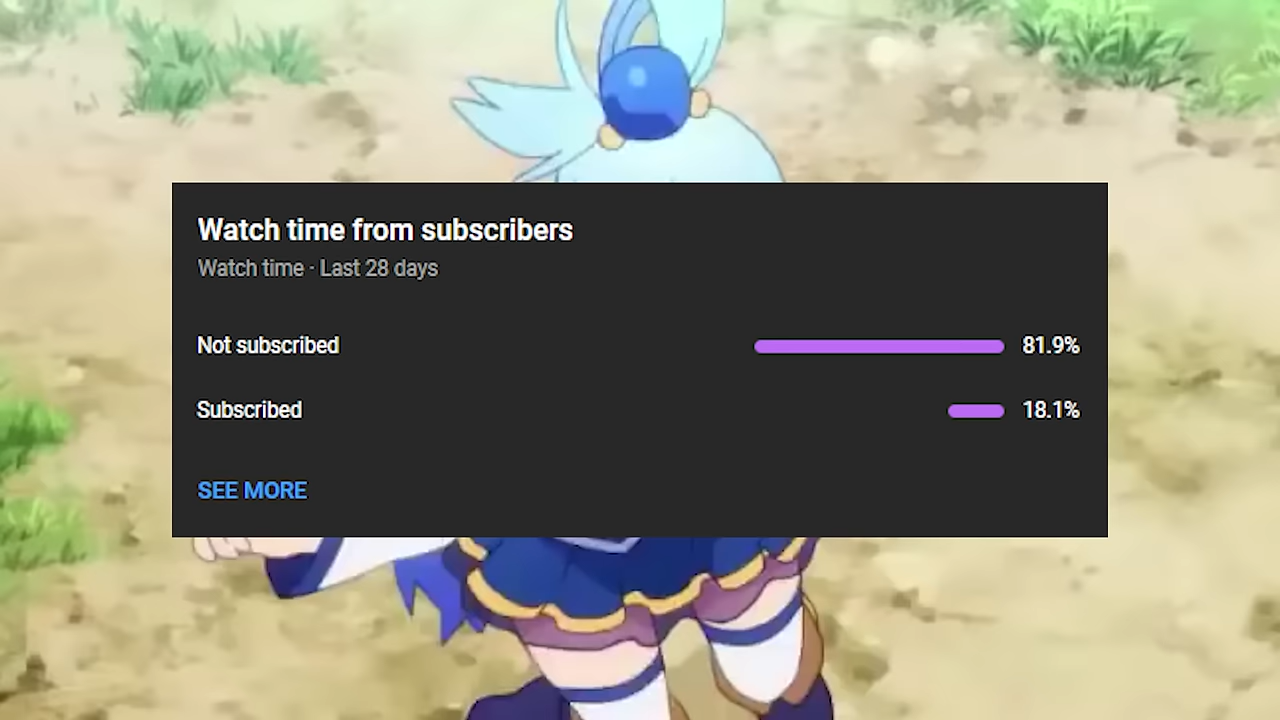 Watch time from subscribers
Watch time · Last 28 days
Not subscribed 81.9%
Subscribed 18.1%
SEE MORE